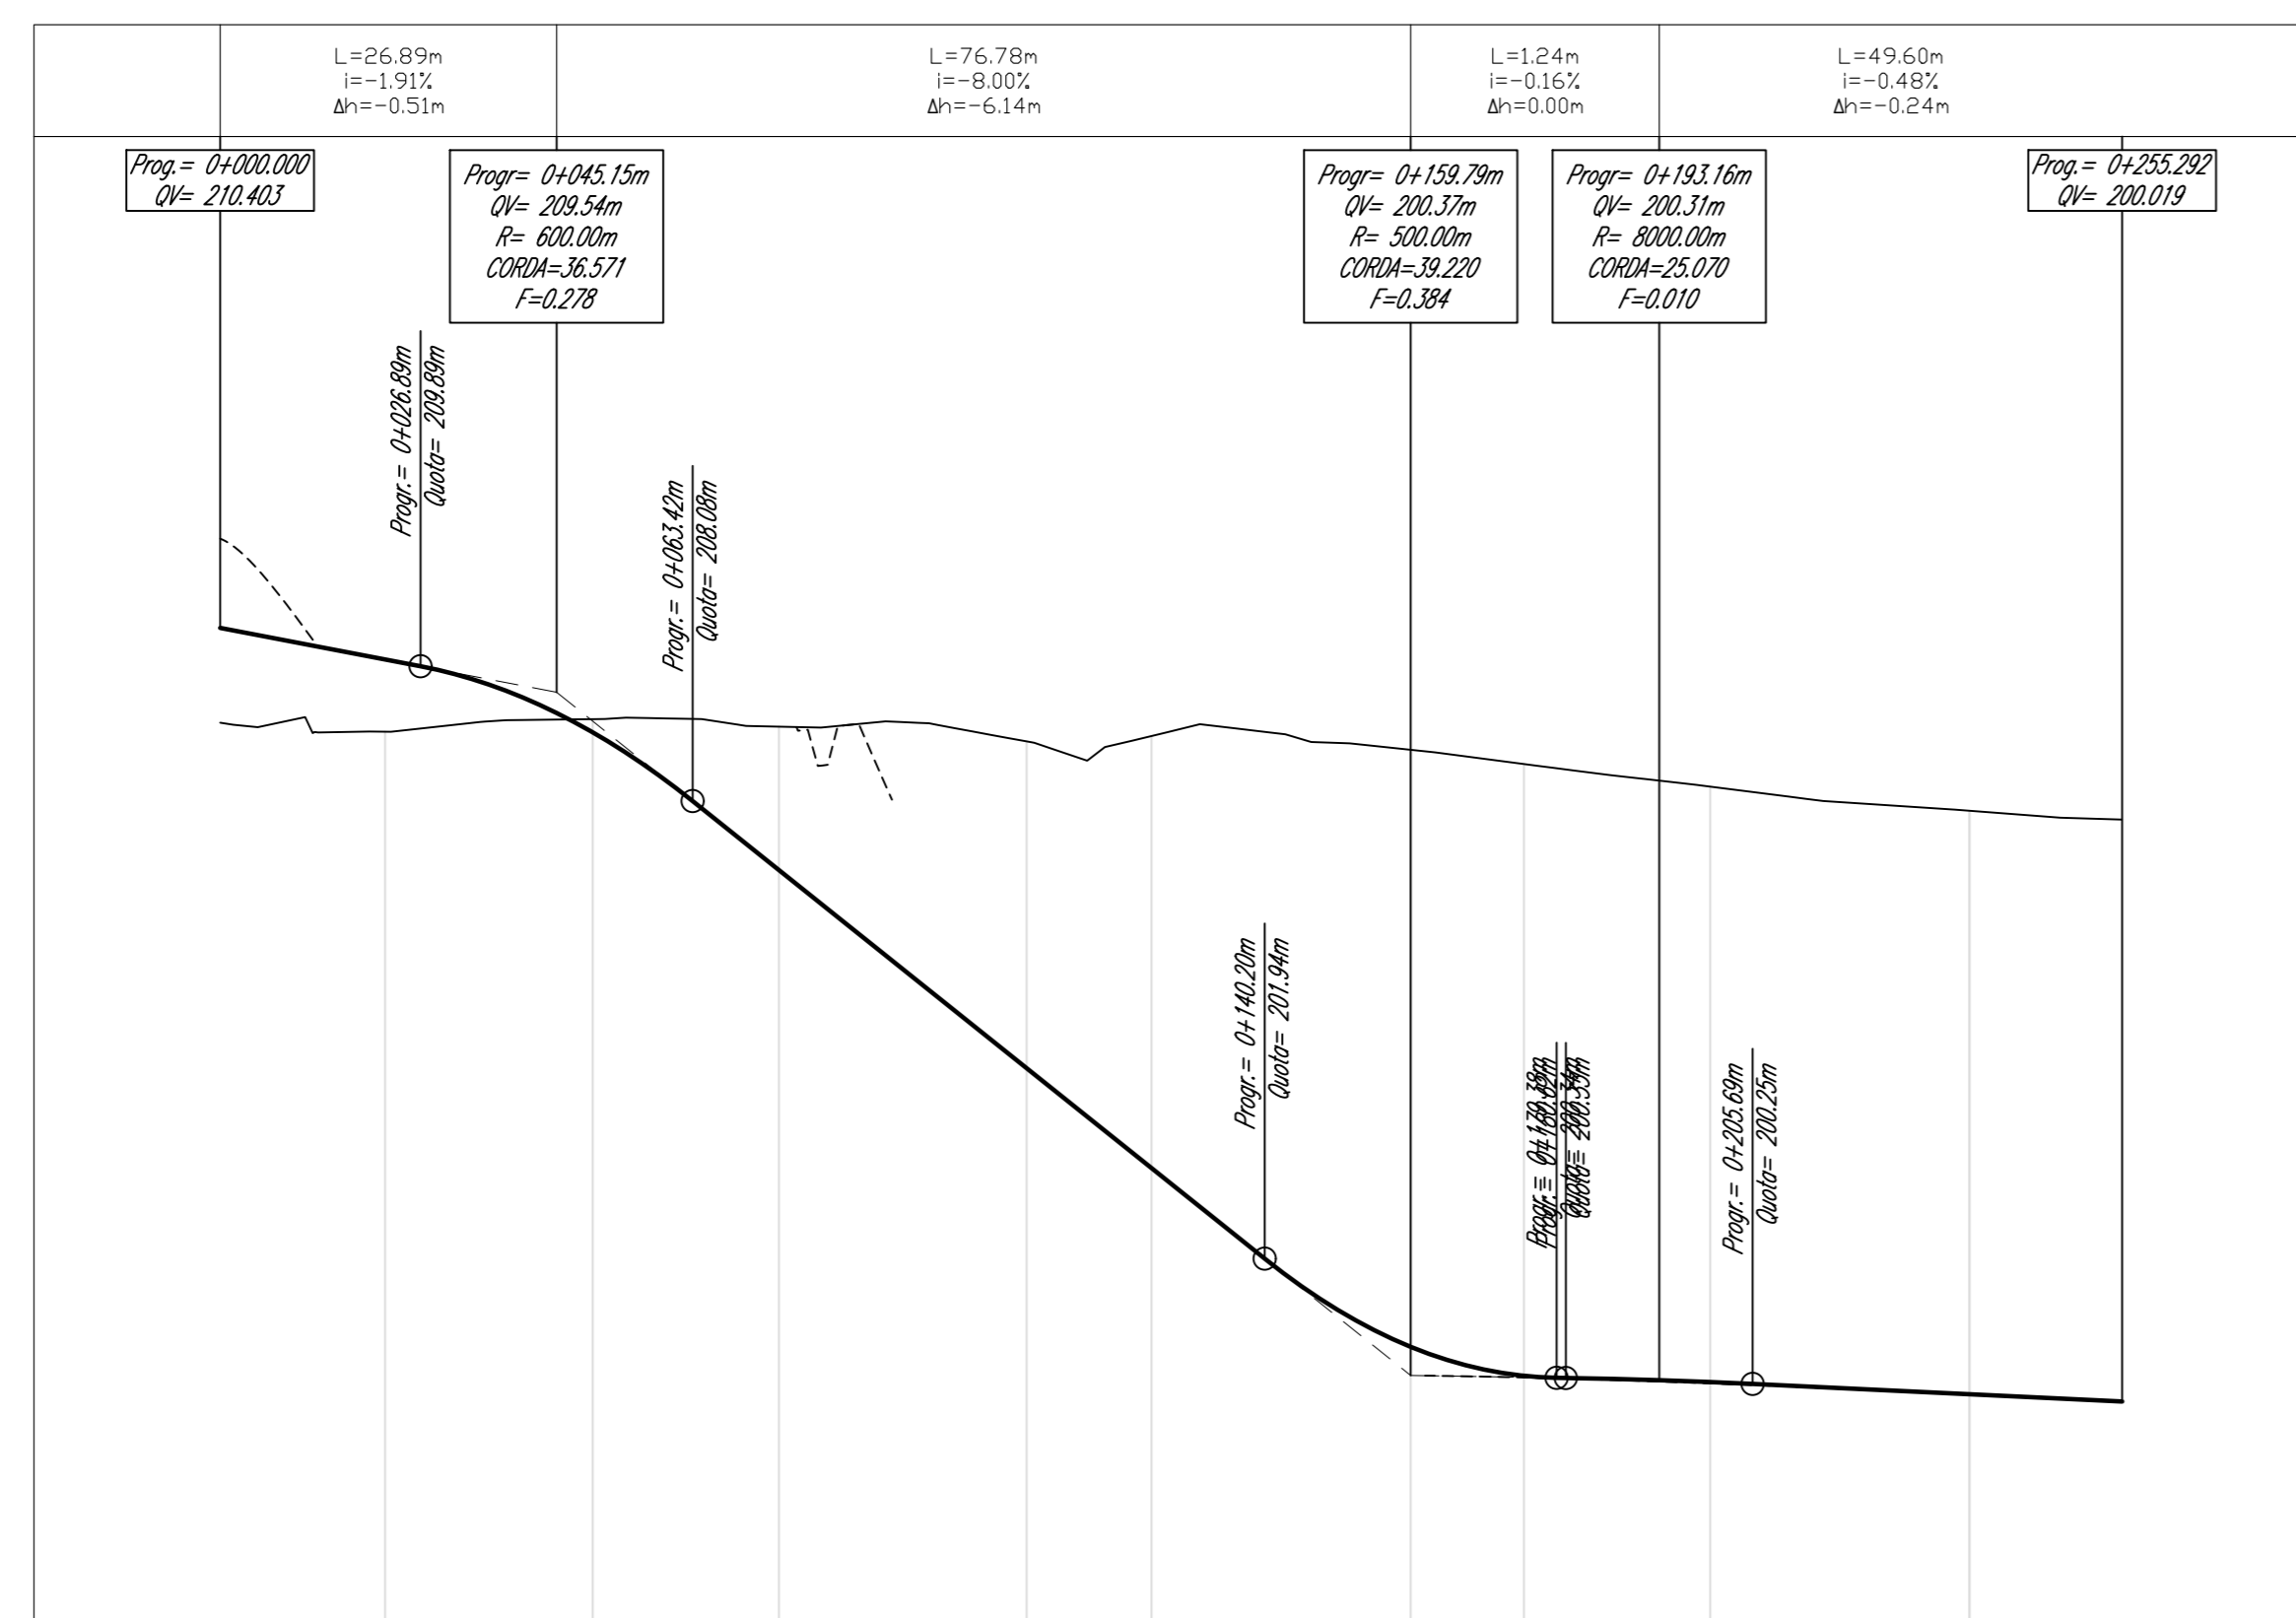 L=26.89m
i=-1.91%
Δh=-0.51m
L=76.78m
i=-8.00%
Δh=-6.14m
L=1.24m
i=-0.16%
Δh=0.00m
L=49.60m
i=-0.48%
Δh=-0.24m
Prog.= 0+000.000
QV= 210.403
Progr= 0+045.15m
QV= 209.54m
R= 600.00m
CORDA=36.571
F=0.278
Progr= 0+159.79m
QV= 200.37m
R= 500.00m
CORDA=39.220
F=0.384
Progr= 0+193.16m
QV= 200.31m
R= 8000.00m
CORDA=25.070
F=0.010
Prog.= 0+255.292
QV= 200.019
Progr.= 0+026.89m
Quota= 209.89m
Progr.= 0+063.42m
Quota= 208.08m
Progr.= 0+140.20m
Quota= 201.94m
Progr.=
Quota=
Progr.= 0+205.69m
Quota= 200.25m